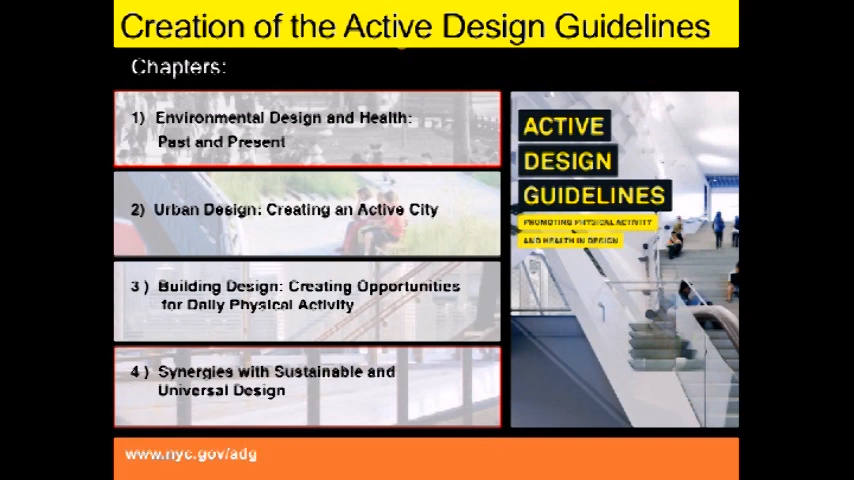 Creation of the Active Design Guidelines
Chapters:
1) Environmental Design and Health:
Past and Present
2) Urban Design: Creating an Active City
3 ) Building Design: Creating Opportunities
for Daily Physical Activity
4 ) Synergies with Sustainable and
Universal Design
ACTIVE
DESIGN
GUIDELINES
PROMOTING PHYSICAL ACTIVITY
AND HEALTH IN DESIGN
www.nyc.gov/adg